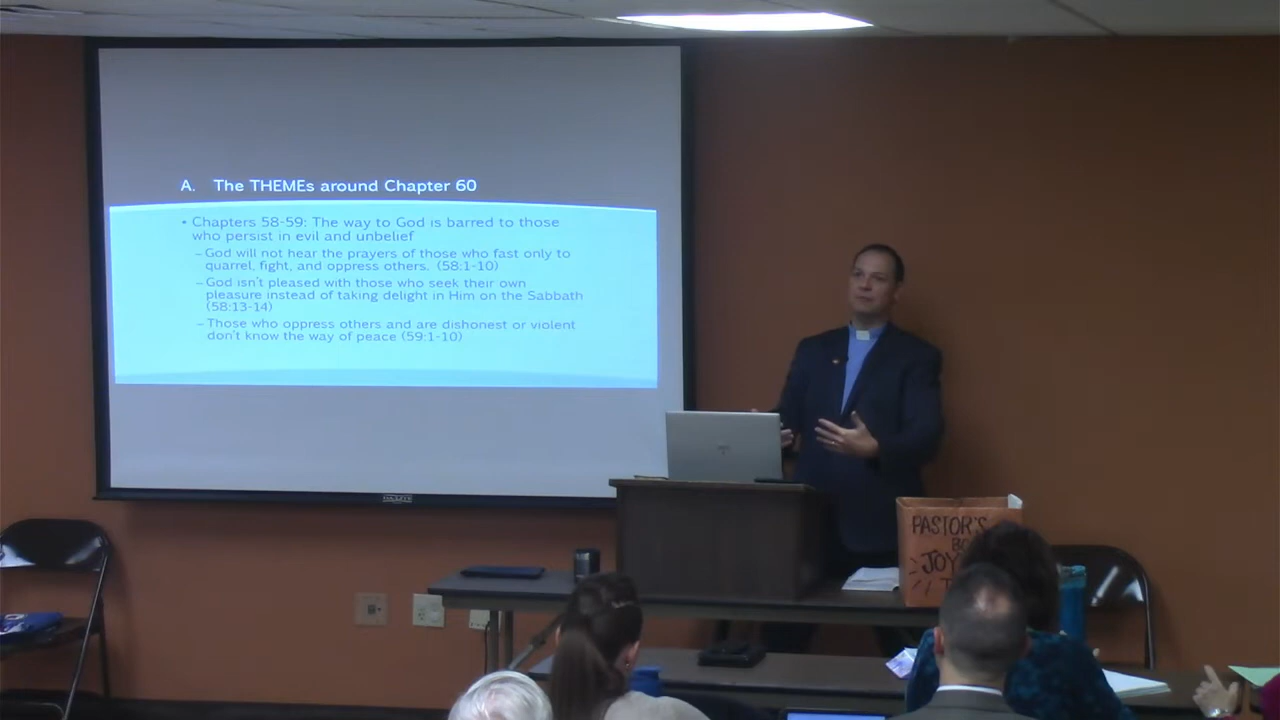 A. The THEMEs around Chapter 60
• Chapters 58-59: The way to God is barred to those
who persist in evil and unbelief
– God will not hear the prayers of those who fast only to
quarrel, fight, and oppress others. (58:1-10)
– God isn't pleased with those who seek their own
pleasure instead of taking delight in Him on the Sabbath
(58:13-14)
– Those who oppress others and are dishonest or violent
don't know the way of peace (59:1-10)
PASTOR'S
JOY